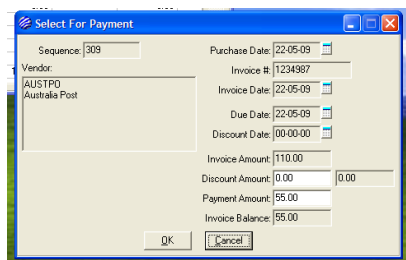 Select For Payment
Sequence: 309
Purchase Date: 22-05-09
Vendor:
Invoice #: 1234987
AUSTPO
Australia Post
Invoice Date: 22-05-09
Due Date: 22-05-09
Discount Date: 00-00-00
Invoice Amount: 110.00
Discount Amount: 0.00 0.00
Payment Amount: 55.00
Invoice Balance: 55.00
OK Cancel